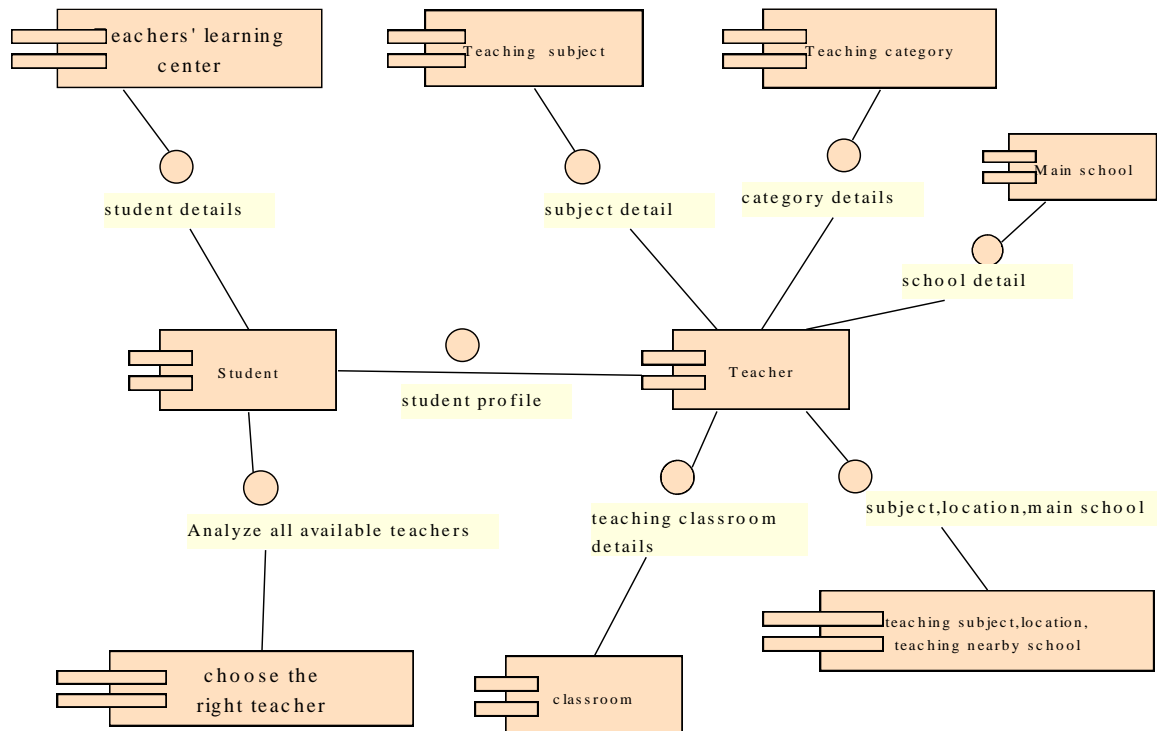 Teachers' learning
center
Teaching subject
Teaching category
Main school
student details
subject detail
category details
school detail
Student
Teacher
student profile
Analyze all available teachers
teaching classroom
details
subject,location,main school
choose the
right teacher
classroom
teaching subject,location,
teaching nearby school